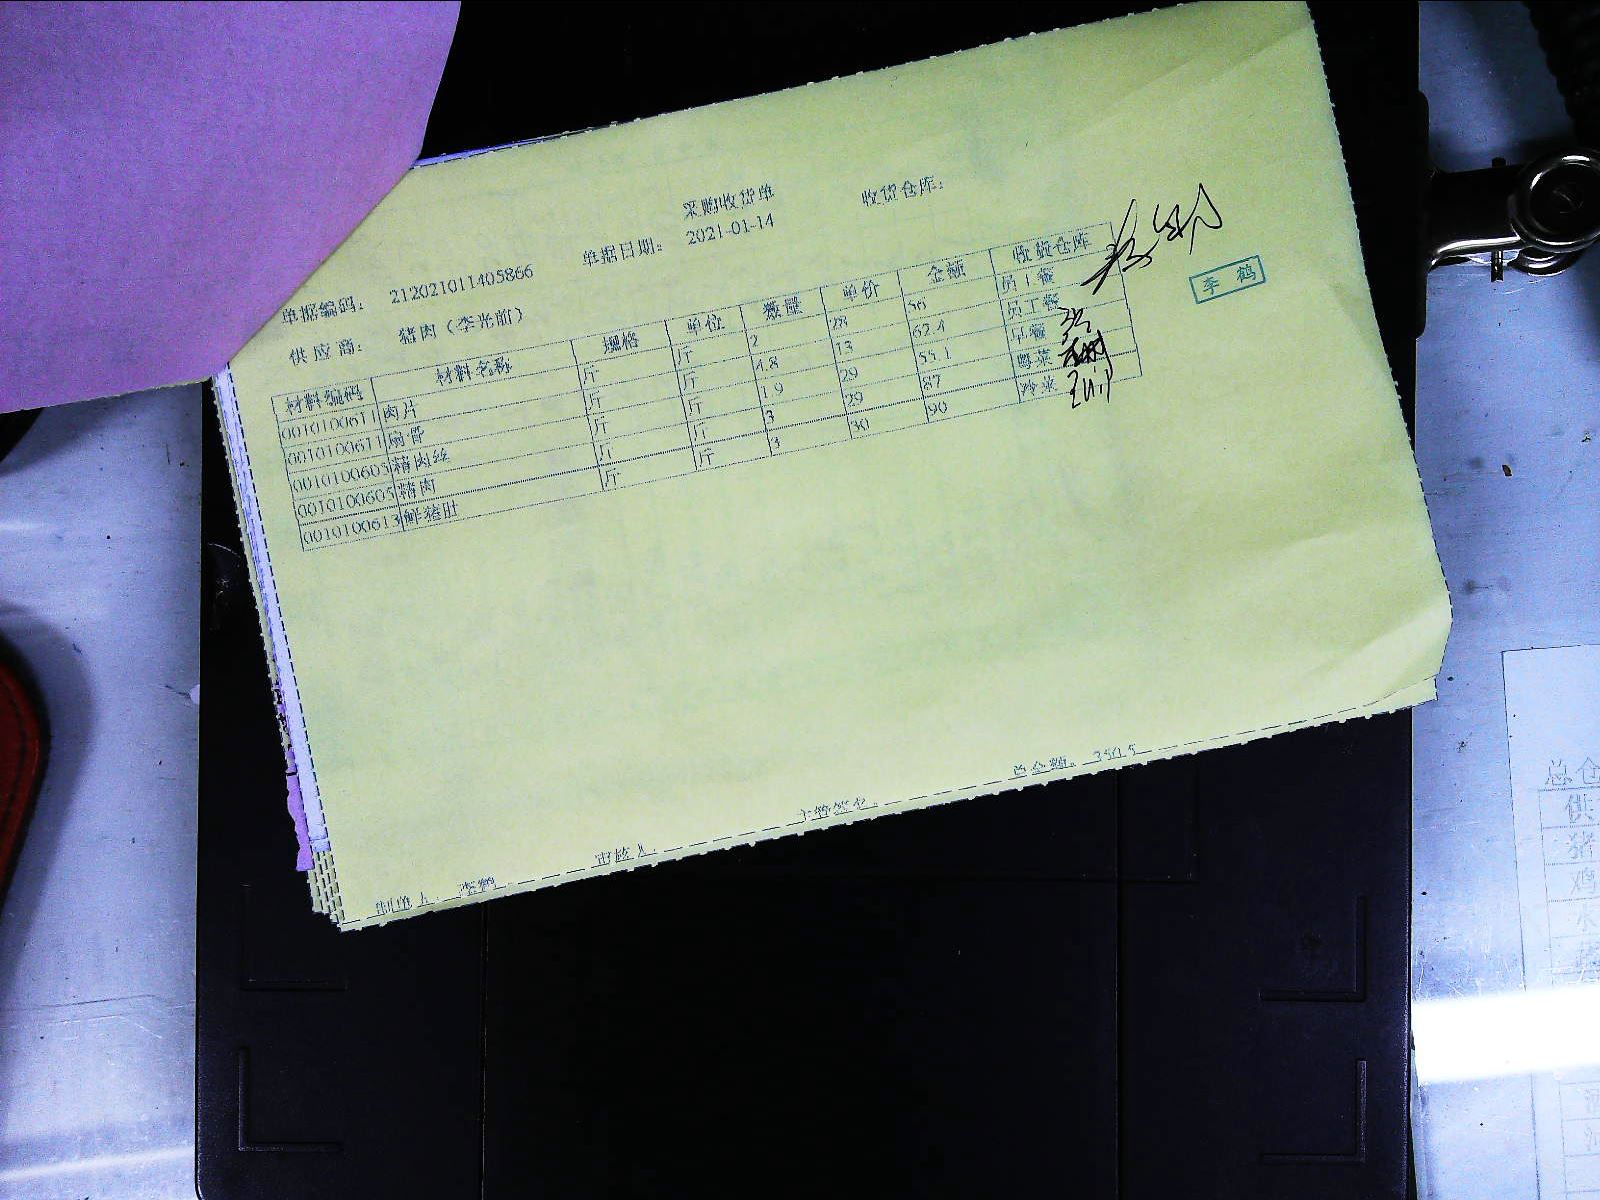 采购收货单
收货仓库：
单据编码： 212021011405866 单据日期： 2021-01-14
供应商： 猪肉（李光前）
材料编码 材料名称 规格 单位 数量 单价 金额 收货仓库
0010100611 肉片 斤 斤 2 28 56 员工餐
0010100611 扇骨 斤 斤 4.8 13 62.4 员工餐
0010100605 精肉丝 斤 斤 1.9 29 55.1 早餐
0010100605 精肉 斤 斤 3 29 87 粤菜
0010100613 鲜猪肚 斤 斤 3 30 90 冷菜
李鹤
制单人：李鹤 审核人： 主管签名： 总金额：350.5
总仓
供
猪
鸡